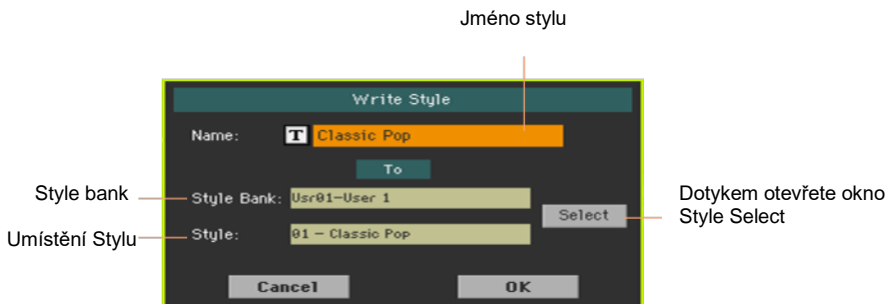 Jméno stylu
Write Style
Name: T Classic Pop
To
Style bank
Style Bank: Usr01-User 1
Select
Dotykem otevřete okno
Style Select
Umístění Stylu
Style: 01 - Classic Pop
Cancel OK